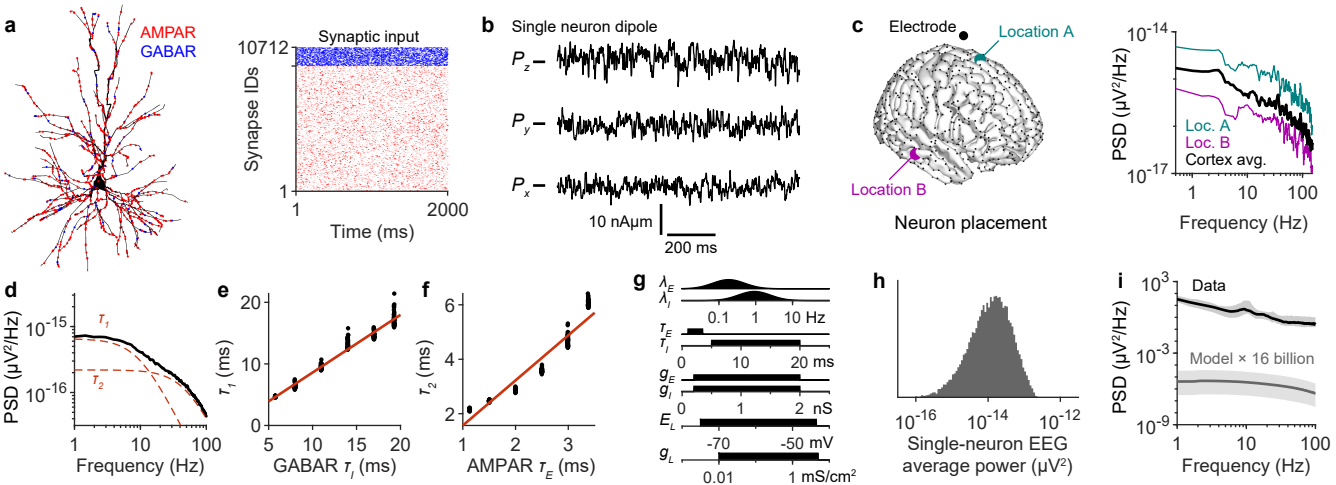 a
AMPAR
GABAR
Synaptic input
10712
Synapse IDs
1
1
2000
Time (ms)
b
Single neuron dipole
Pz
Py
Px
10 nAµm
200 ms
c
Electrode
Location A
Location B
Neuron placement
10⁻¹⁴
PSD (µV²/Hz)
Loc. A
Loc. B
Cortex avg.
10⁻¹⁷
1
10
100
Frequency (Hz)
d
τ₁
τ₂
10⁻¹⁵
10⁻¹⁶
PSD (µV²/Hz)
1
10
100
Frequency (Hz)
e
20
10
0
τ₁ (ms)
5
10
15
20
GABAR τI (ms)
f
6
4
2
τ₂ (ms)
1
2
3
AMPAR τE (ms)
g
λE
λI
0.1
1
10 Hz
τE
τI
0
10
20 ms
gE
gI
0
1
2 nS
EL
-70
-50 mV
gL
0.01
1 mS/cm²
h
10⁻¹⁶
10⁻¹⁴
10⁻¹²
Single-neuron EEG
average power (µV²)
i
10³
Data
10⁻³
Model × 16 billion
10⁻⁹
PSD (µV²/Hz)
1
10
100
Frequency (Hz)